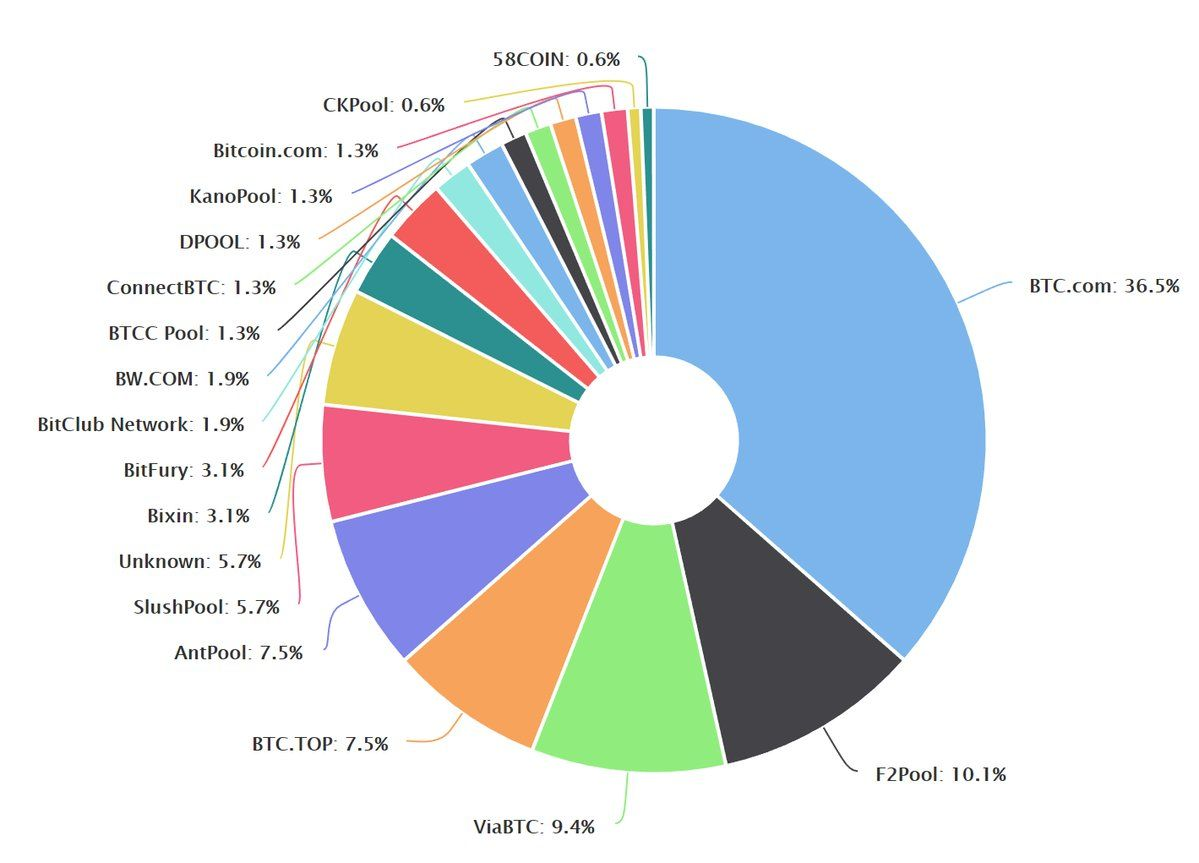 58COIN: 0.6%
CKPool: 0.6%
Bitcoin.com: 1.3%
KanoPool: 1.3%
DPOOL: 1.3%
ConnectBTC: 1.3%
BTC.com: 36.5%
BTCC Pool: 1.3%
BW.COM: 1.9%
BitClub Network: 1.9%
BitFury: 3.1%
Bixin: 3.1%
Unknown: 5.7%
SlushPool: 5.7%
AntPool: 7.5%
BTC.TOP: 7.5%
F2Pool: 10.1%
ViaBTC: 9.4%